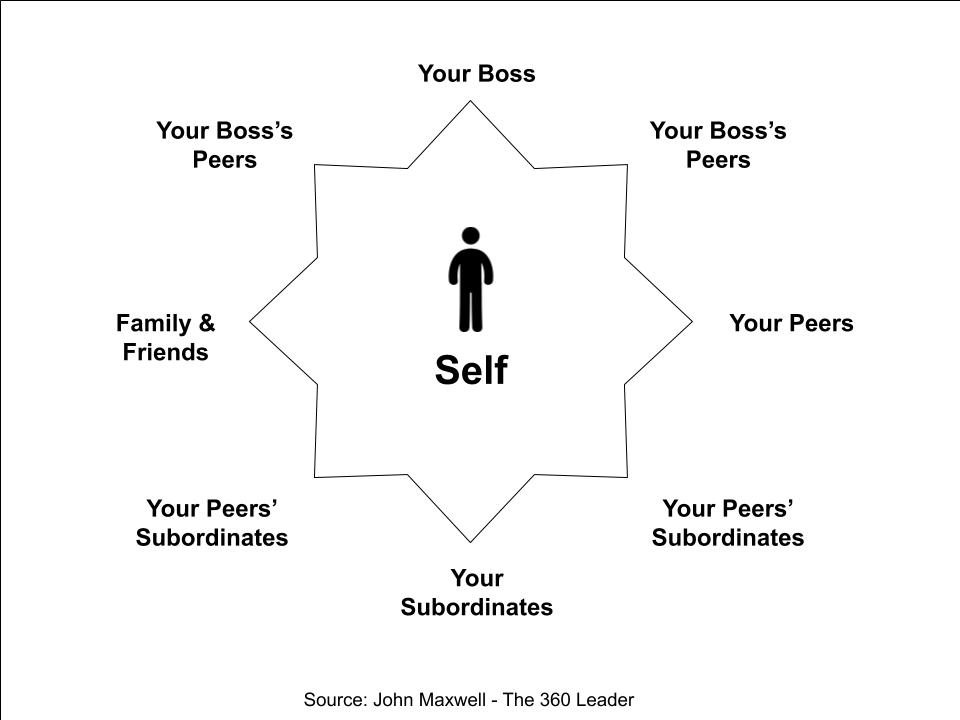 Your Boss
Your Boss’s
Peers
Your Boss’s
Peers
Family &
Friends
Self
Your Peers
Your Peers’
Subordinates
Your Peers’
Subordinates
Your
Subordinates
Source: John Maxwell - The 360 Leader